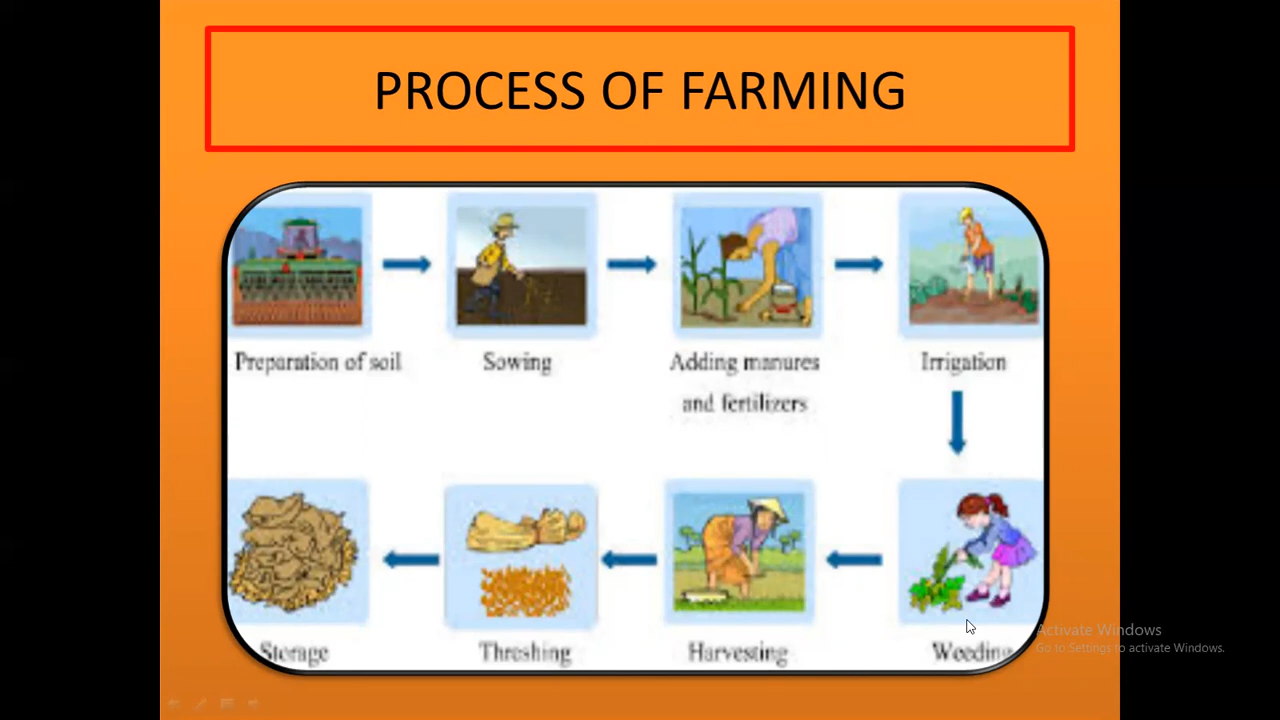 PROCESS OF FARMING
Preparation of soil
Sowing
Adding manures
and fertilizers
Irrigation
Storage
Threshing
Harvesting
Weeding
Activate Windows
Go to Settings to activate Windows.